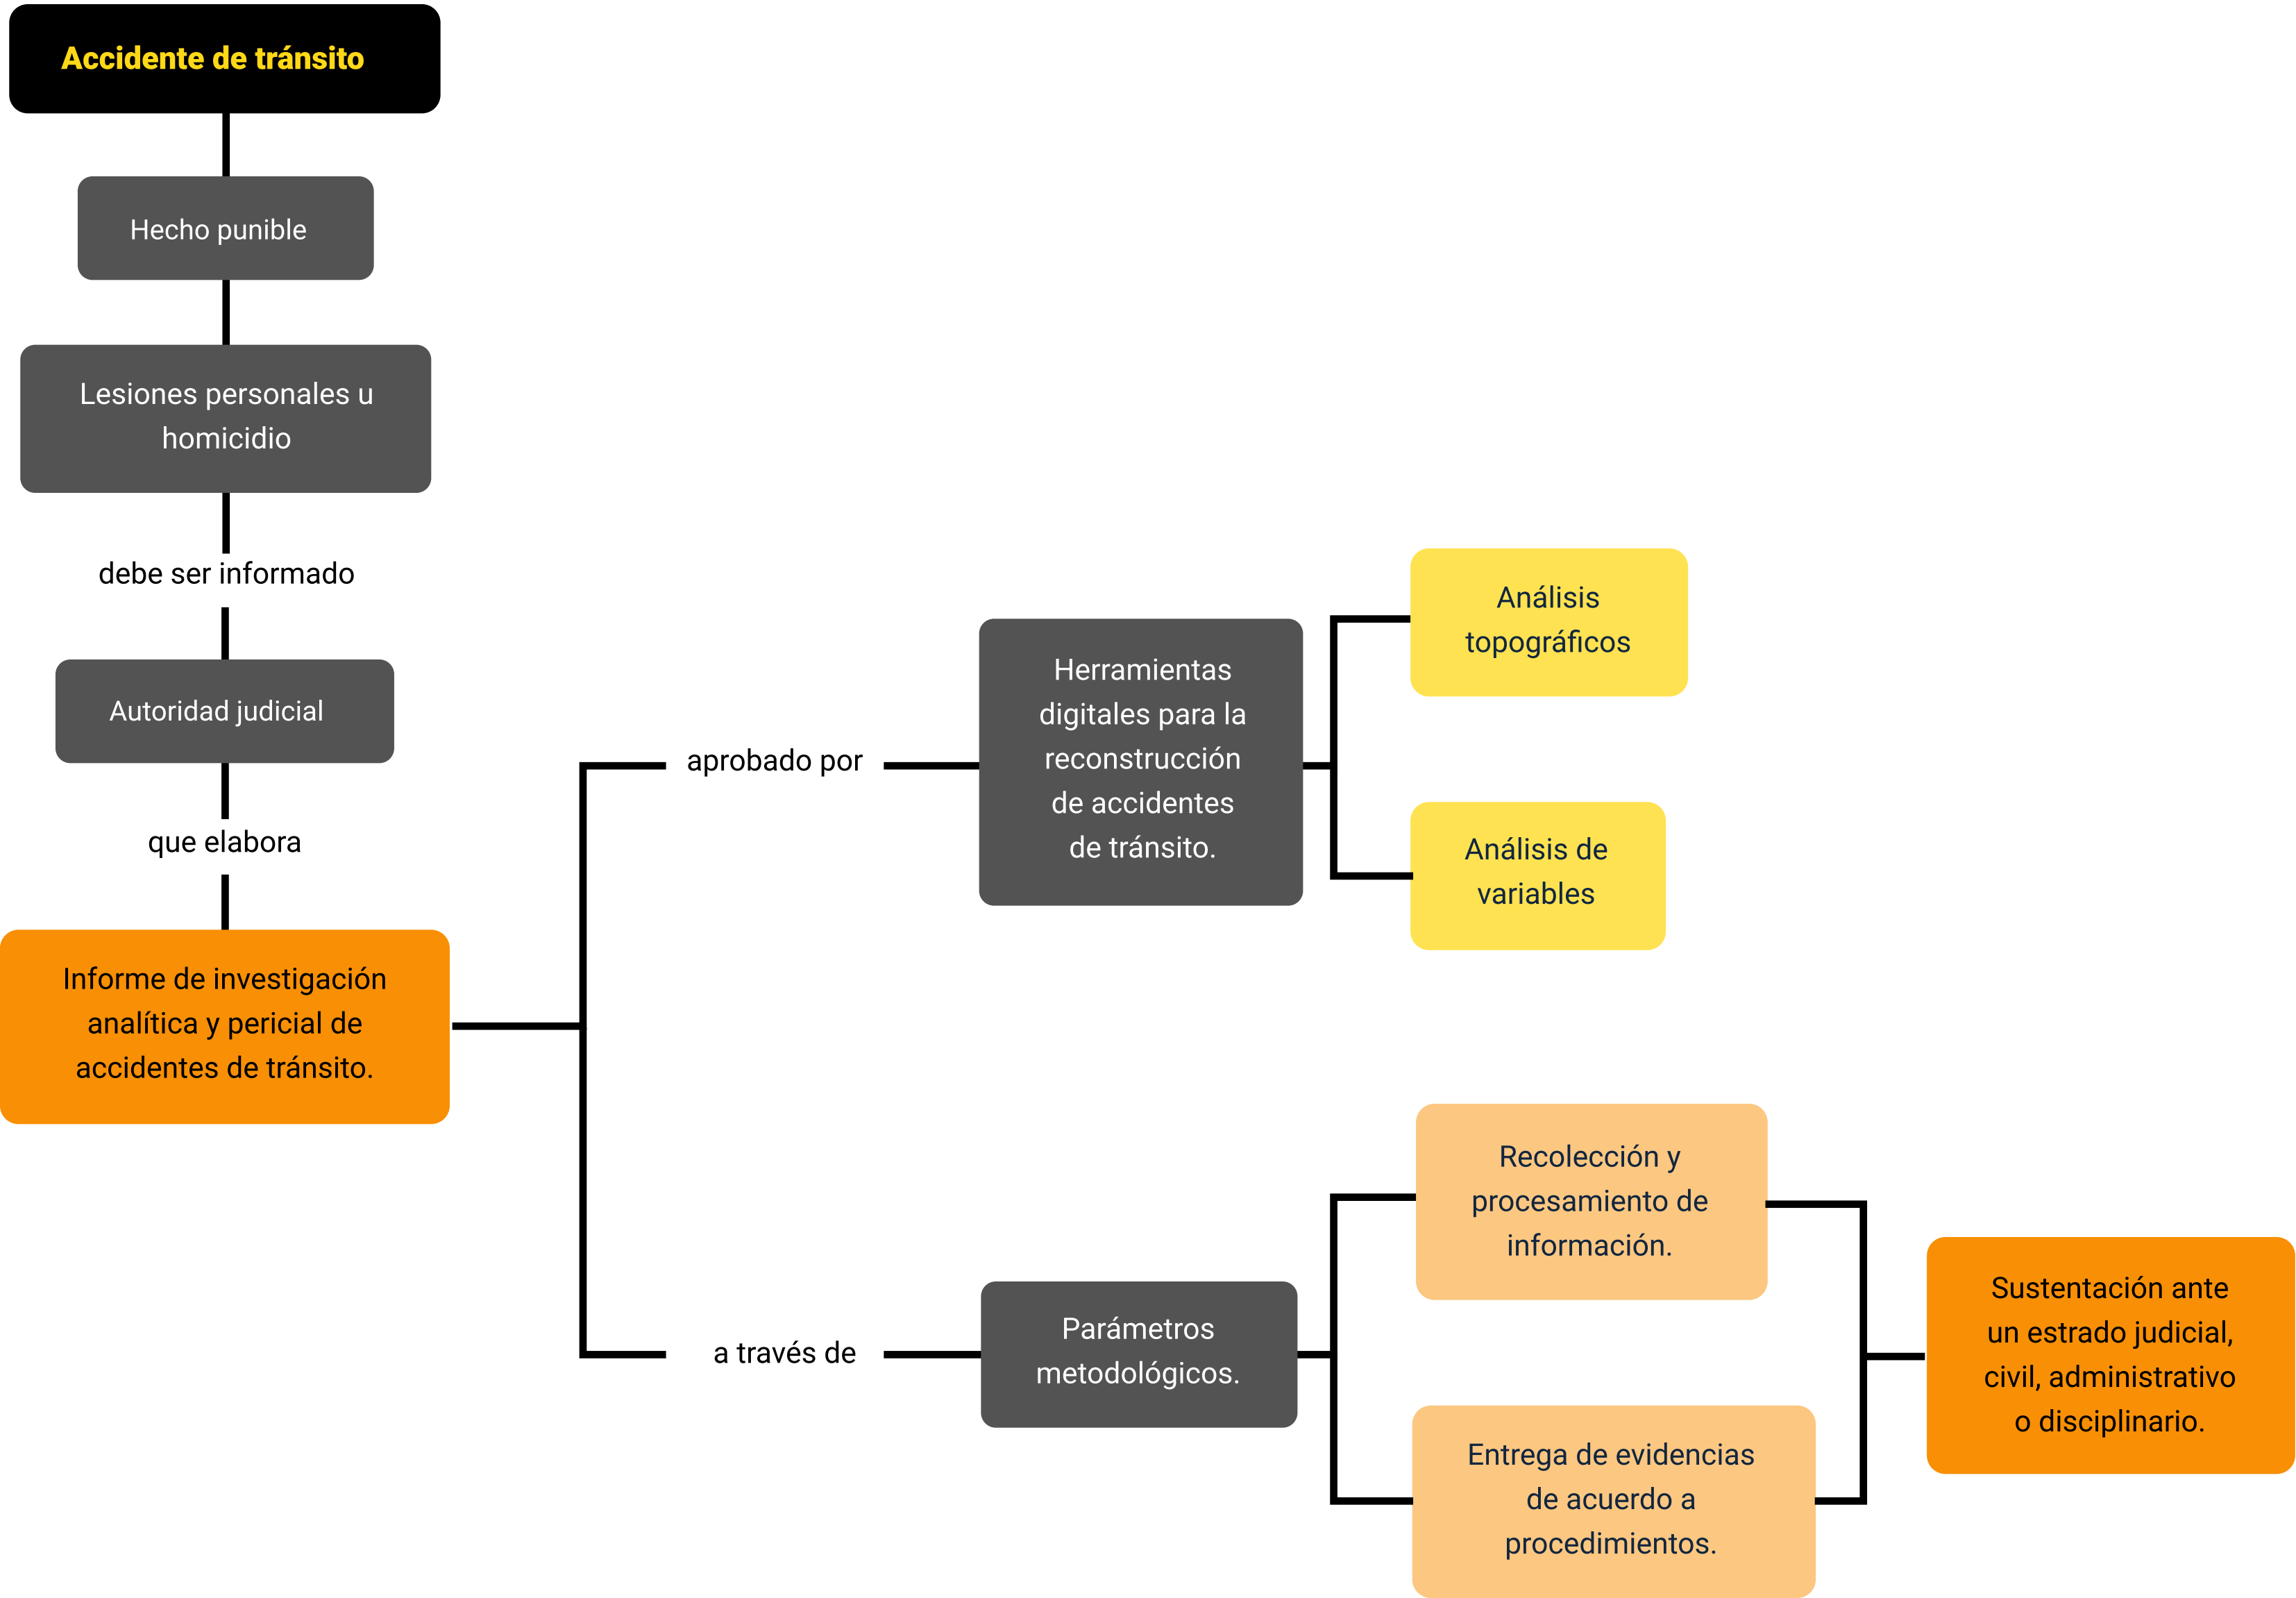 Accidente de tránsito
Hecho punible
Lesiones personales u
homicidio
debe ser informado
Autoridad judicial
que elabora
Informe de investigación
analítica y pericial de
accidentes de tránsito.
aprobado por
Herramientas
digitales para la
reconstrucción
de accidentes
de tránsito.
Análisis
topográficos
Análisis de
variables
a través de
Parámetros
metodológicos.
Recolección y
procesamiento de
información.
Entrega de evidencias
de acuerdo a
procedimientos.
Sustentación ante
un estrado judicial,
civil, administrativo
o disciplinario.